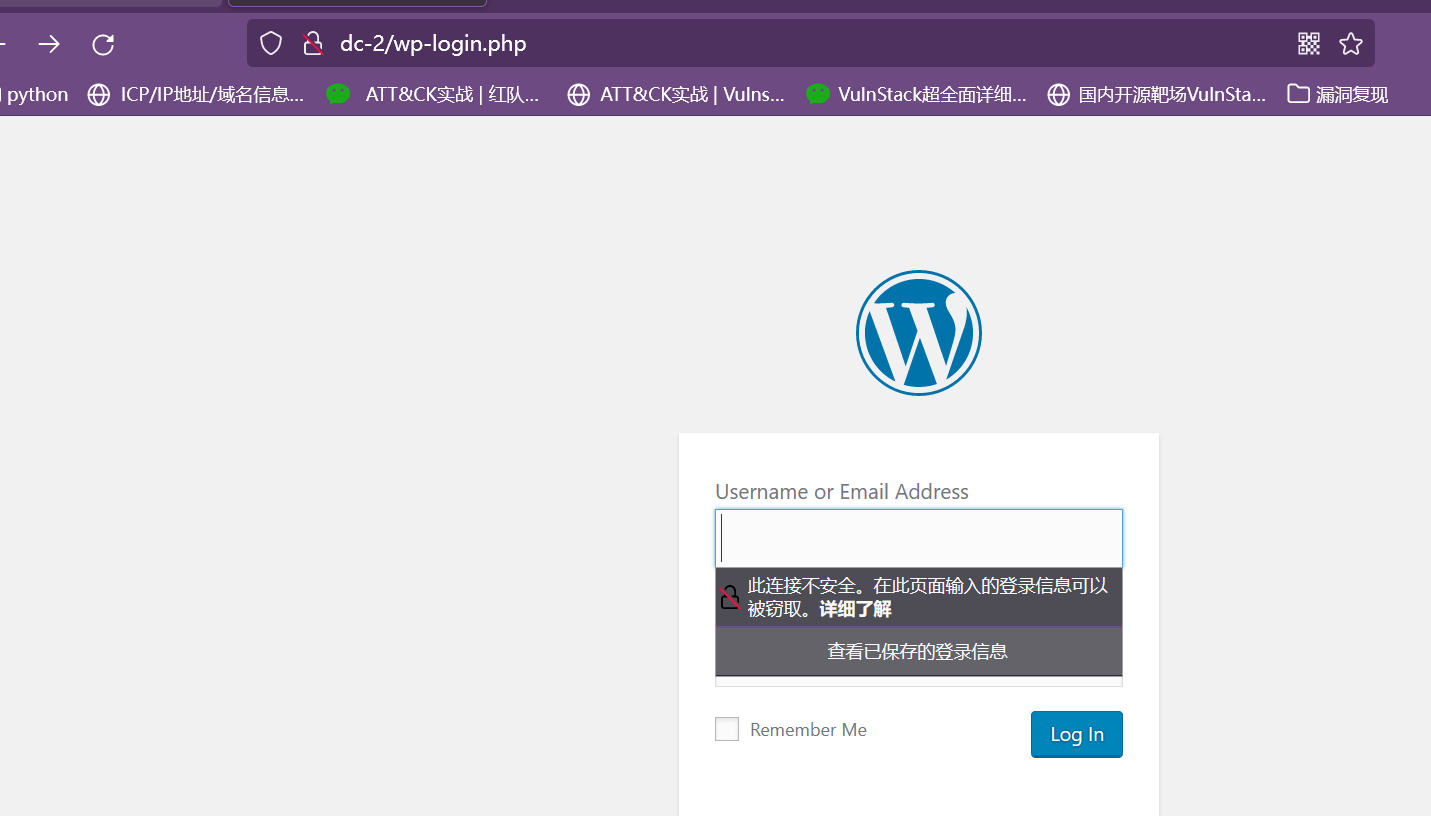 dc-2/wp-login.php
python ICP/IP地址/域名信息... ATT&CK实战 | 红队... ATT&CK实战 | Vulns... VulnStack超全面详细... 国内开源靶场VulnSta... 漏洞复现
Username or Email Address
此连接不安全。在此页面输入的登录信息可以
被窃取。详细了解
查看已保存的登录信息
Remember Me
Log In